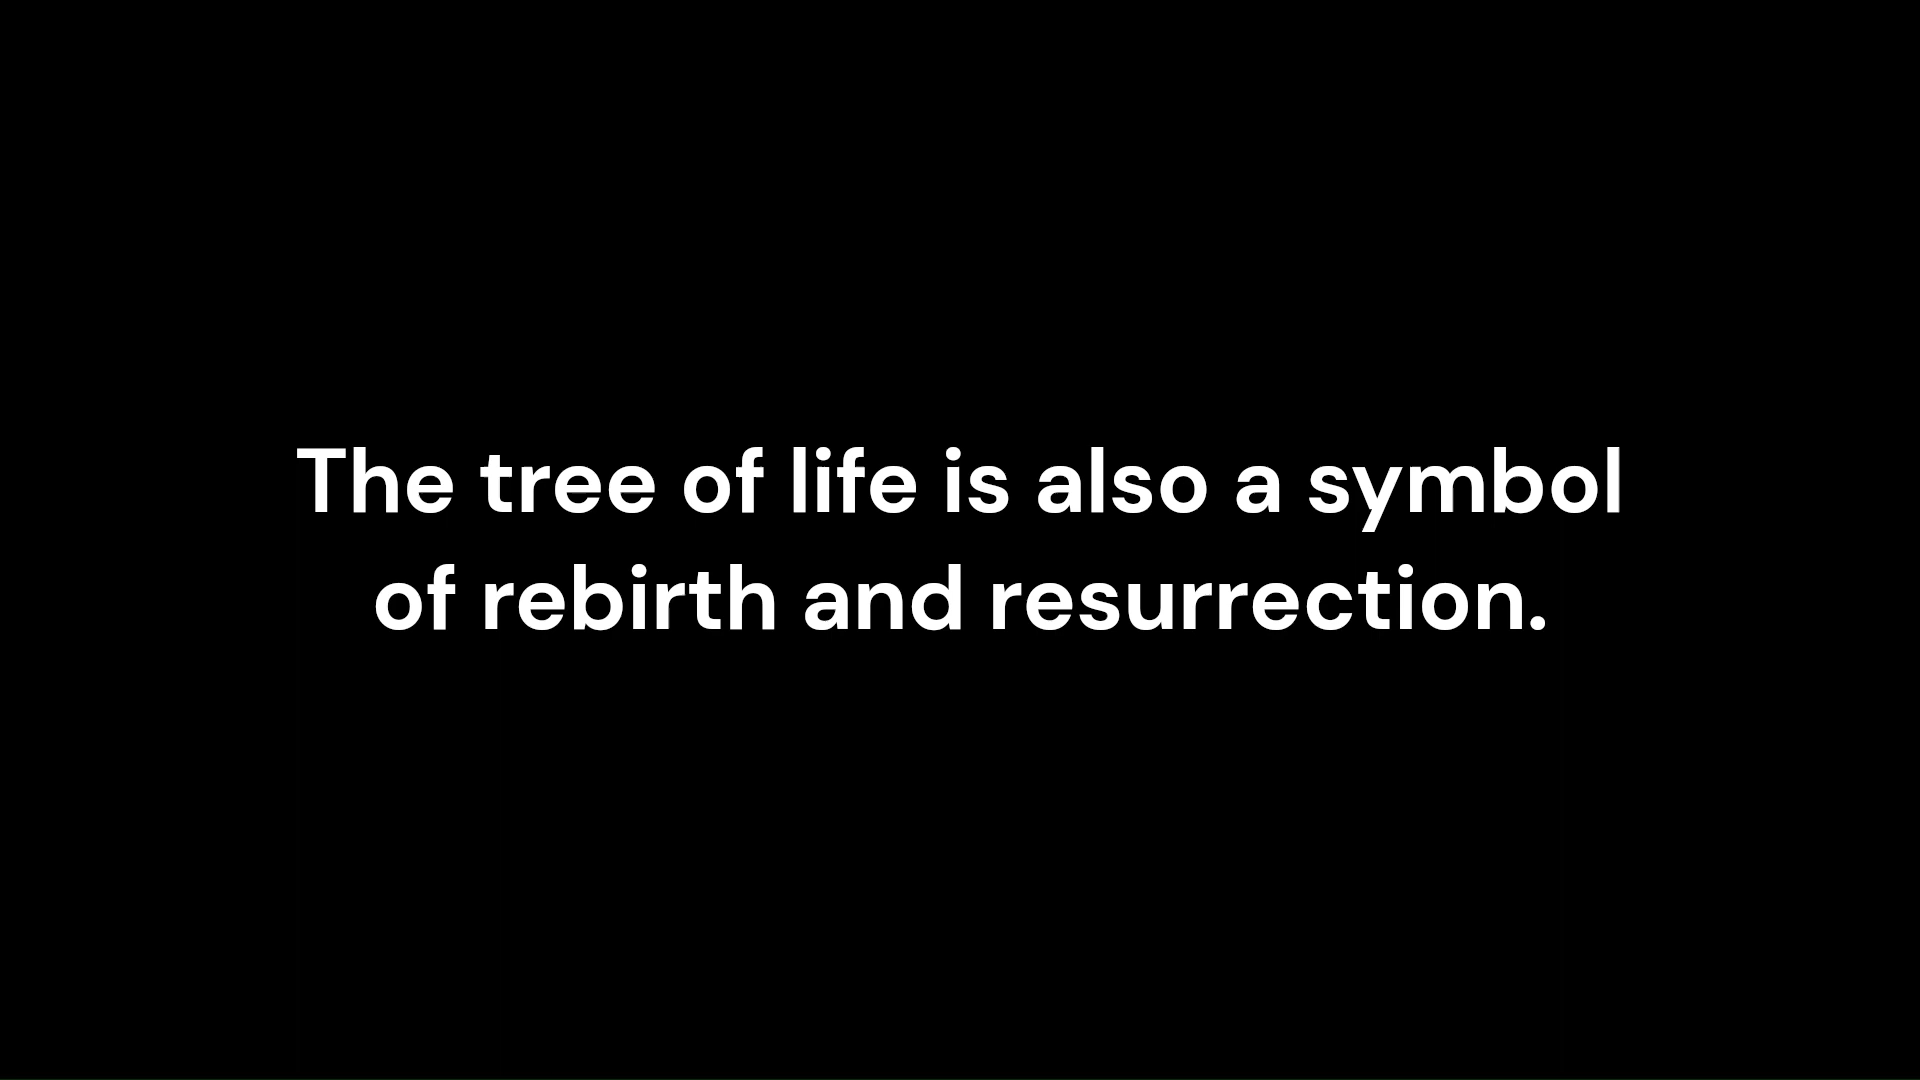 The tree of life is also a symbol
of rebirth and resurrection.